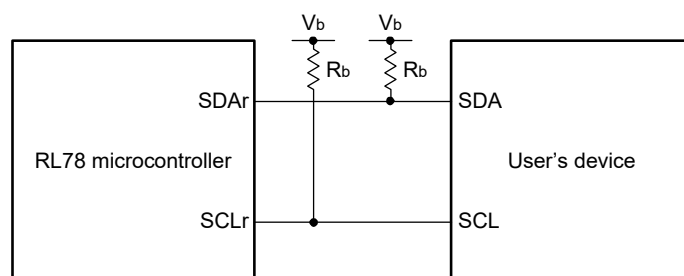 Vb
Vb
Rb
Rb
SDAr
SDA
RL78 microcontroller
User's device
SCLr
SCL